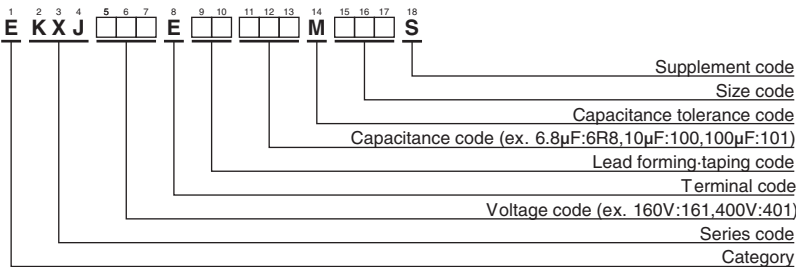 1 2 3 4 5 6 7 8 9 10 11 12 13 14 15 16 17 18
E KXJ E M S
Supplement code
Size code
Capacitance tolerance code
Capacitance code (ex. 6.8μF:6R8,10μF:100,100μF:101)
Lead forming·taping code
Terminal code
Voltage code (ex. 160V:161,400V:401)
Series code
Category